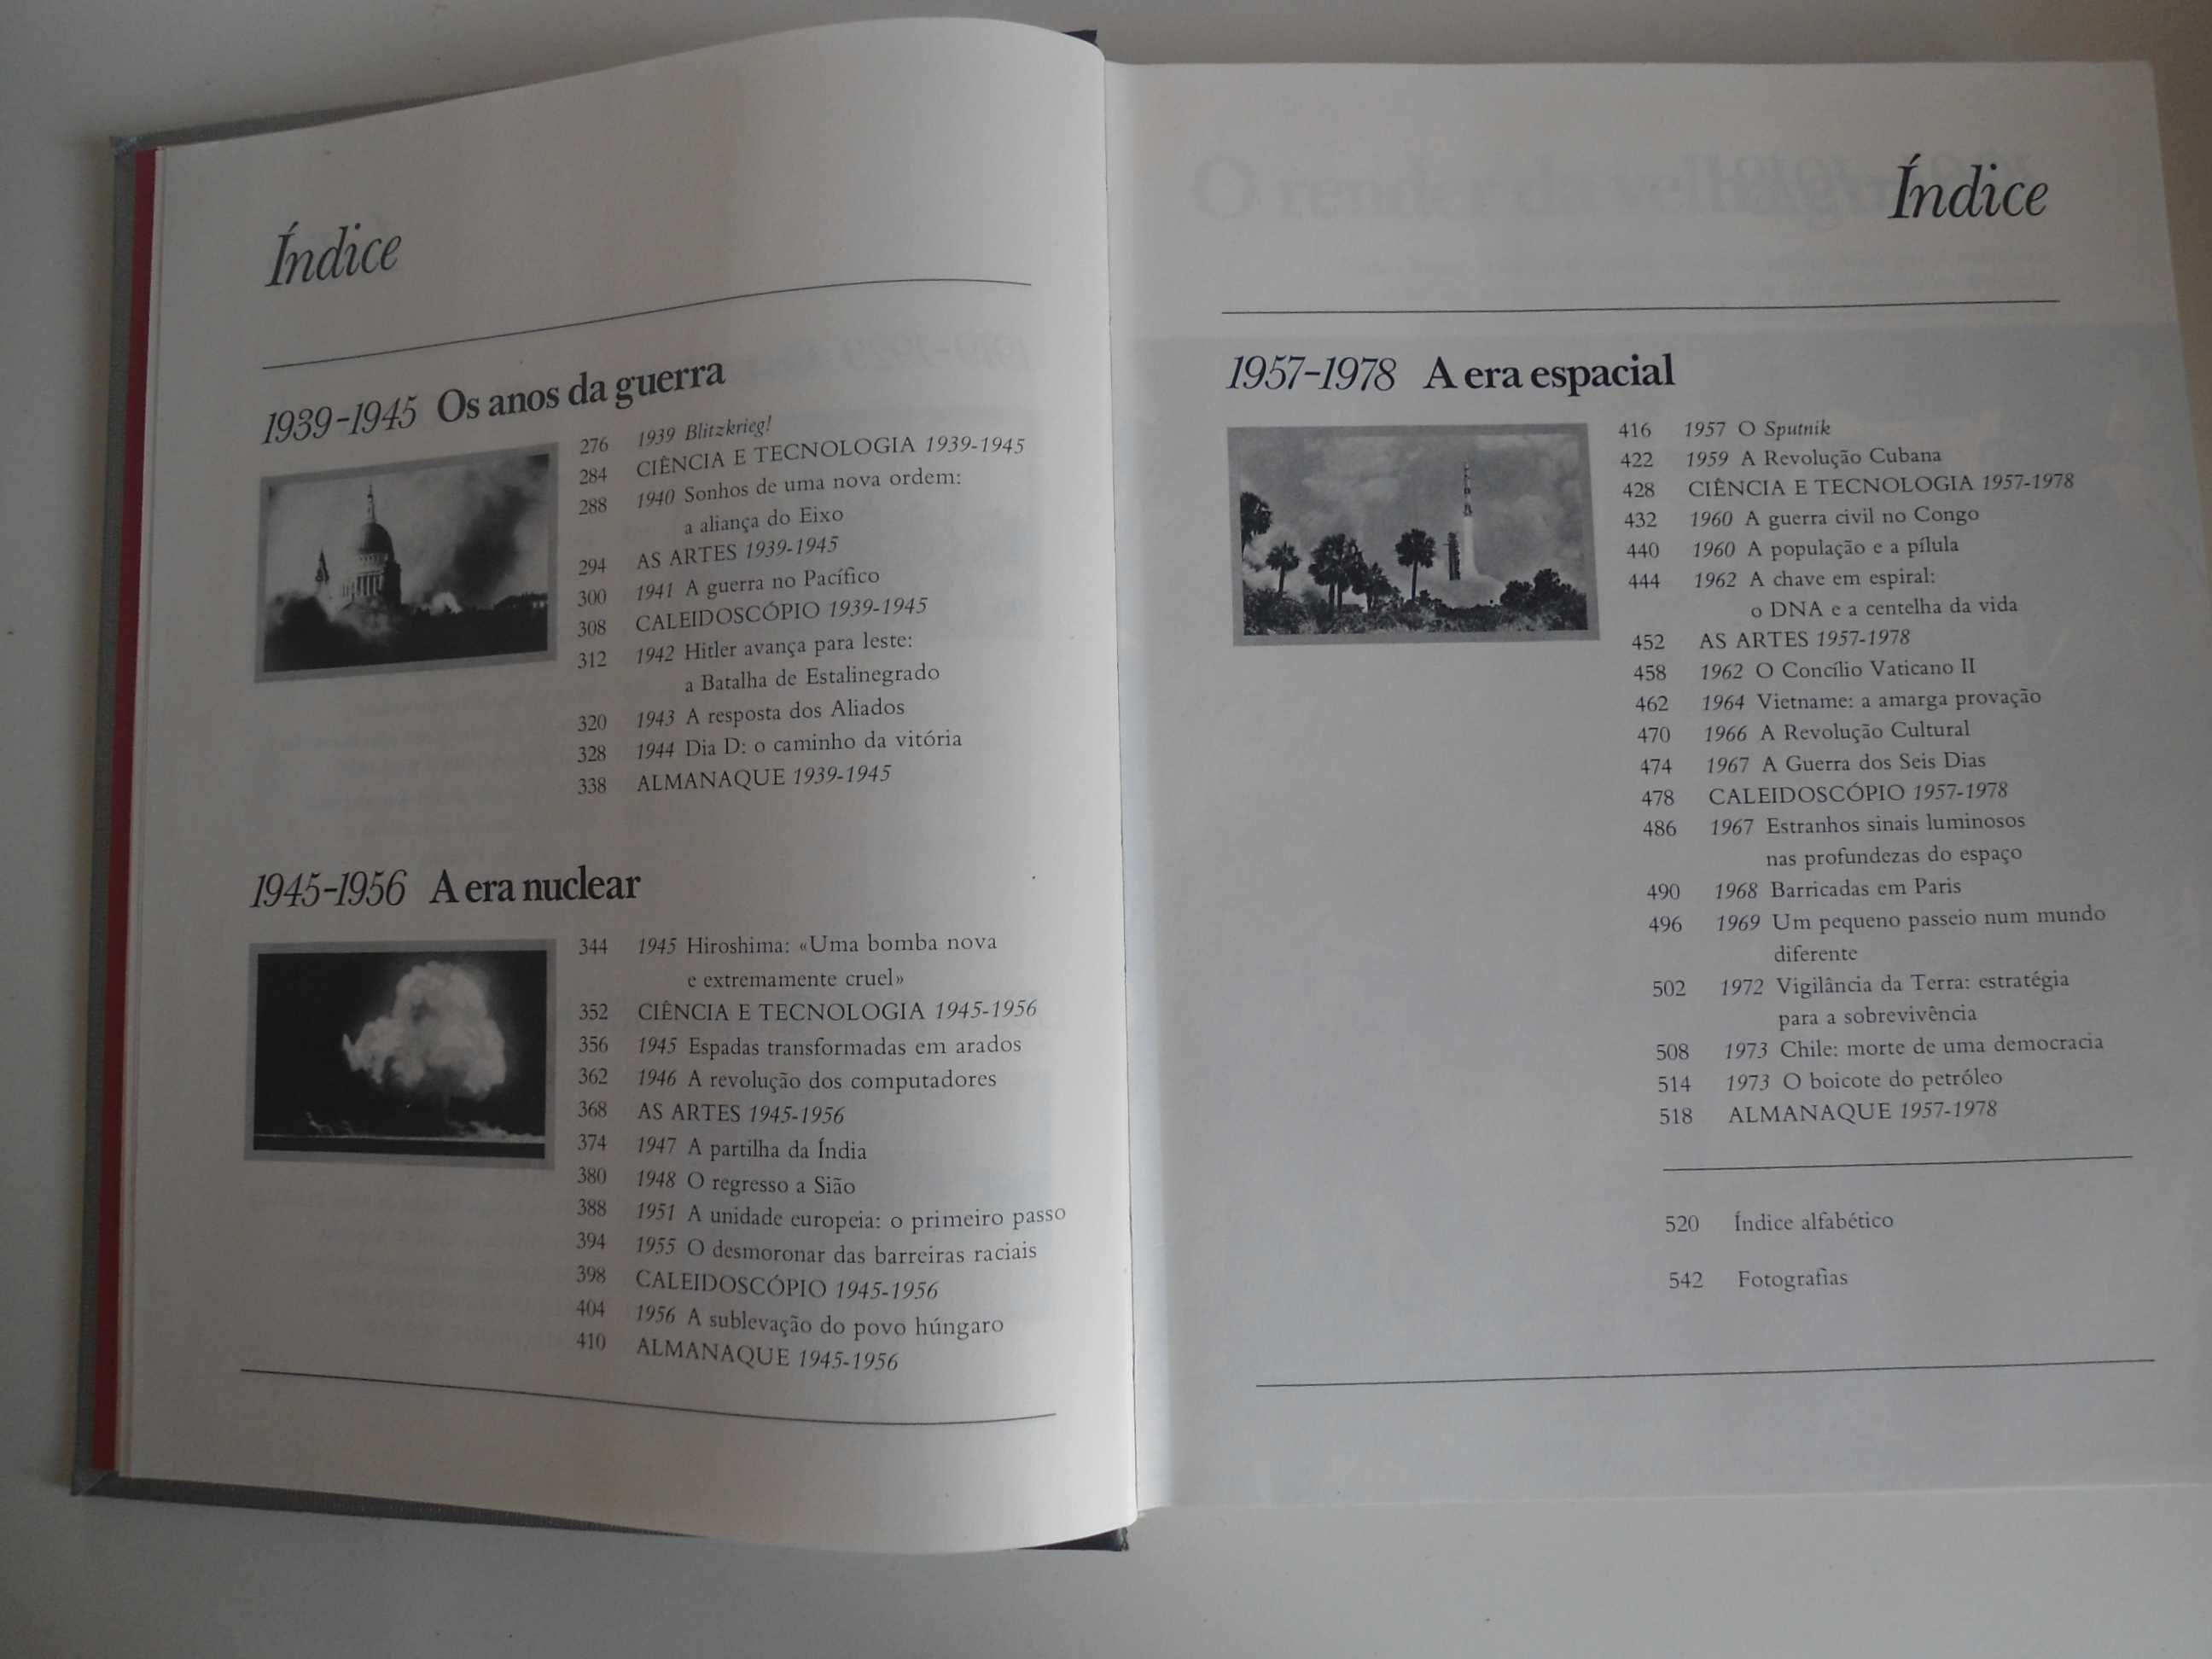 Índice
1939-1945 Os anos da guerra
276 1939 Blitzkrieg!
284 CIÊNCIA E TECNOLOGIA 1939-1945
288 1940 Sonhos de uma nova ordem:
a aliança do Eixo
294 AS ARTES 1939-1945
300 1941 A guerra no Pacífico
308 CALEIDOSCÓPIO 1939-1945
312 1942 Hitler avança para leste:
a Batalha de Estalinegrado
320 1943 A resposta dos Aliados
328 1944 Dia D: o caminho da vitória
338 ALMANAQUE 1939-1945
1945-1956 A era nuclear
344 1945 Hiroshima: «Uma bomba nova
e extremamente cruel»
352 CIÊNCIA E TECNOLOGIA 1945-1956
356 1945 Espadas transformadas em arados
362 1946 A revolução dos computadores
368 AS ARTES 1945-1956
374 1947 A partilha da Índia
380 1948 O regresso a Sião
388 1951 A unidade europeia: o primeiro passo
394 1955 O desmoronar das barreiras raciais
398 CALEIDOSCÓPIO 1945-1956
404 1956 A sublevação do povo húngaro
410 ALMANAQUE 1945-1956
Índice
1957-1978 A era espacial
416 1957 O Sputnik
422 1959 A Revolução Cubana
428 CIÊNCIA E TECNOLOGIA 1957-1978
432 1960 A guerra civil no Congo
440 1960 A população e a pílula
444 1962 A chave em espiral:
o DNA e a centelha da vida
452 AS ARTES 1957-1978
458 1962 O Concílio Vaticano II
462 1964 Vietname: a amarga provação
470 1966 A Revolução Cultural
474 1967 A Guerra dos Seis Dias
478 CALEIDOSCÓPIO 1957-1978
486 1967 Estranhos sinais luminosos
nas profundezas do espaço
490 1968 Barricadas em Paris
496 1969 Um pequeno passeio num mundo
diferente
502 1972 Vigilância da Terra: estratégia
para a sobrevivência
508 1973 Chile: morte de uma democracia
514 1973 O boicote do petróleo
518 ALMANAQUE 1957-1978
520 Índice alfabético
542 Fotografias